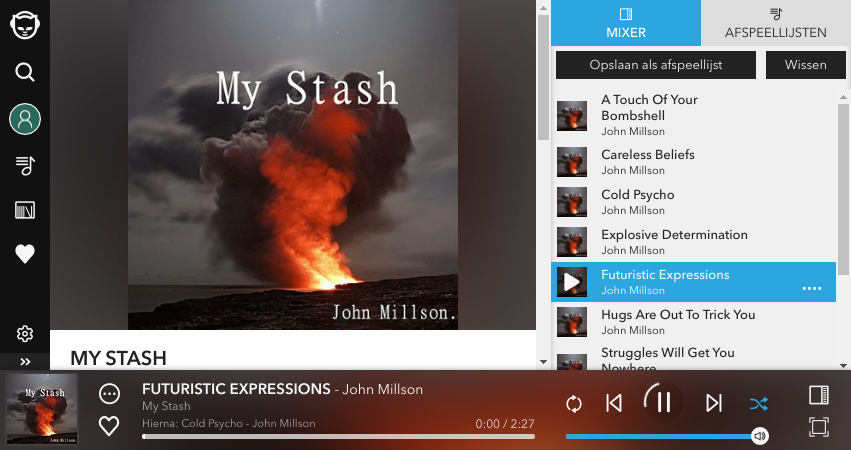 My Stash
John Millson.
MY STASH
MIXER
AFSPEELLIJSTEN
Opslaan als afspeellijst
Wissen
A Touch Of Your
Bombshell
John Millson
Careless Beliefs
John Millson
Cold Psycho
John Millson
Explosive Determination
John Millson
Futuristic Expressions
John Millson
Hugs Are Out To Trick You
John Millson
Struggles Will Get You
Nowhere
My Stash
John Millson.
FUTURISTIC EXPRESSIONS - John Millson
My Stash
Hierna: Cold Psycho - John Millson
0:00 / 2:27